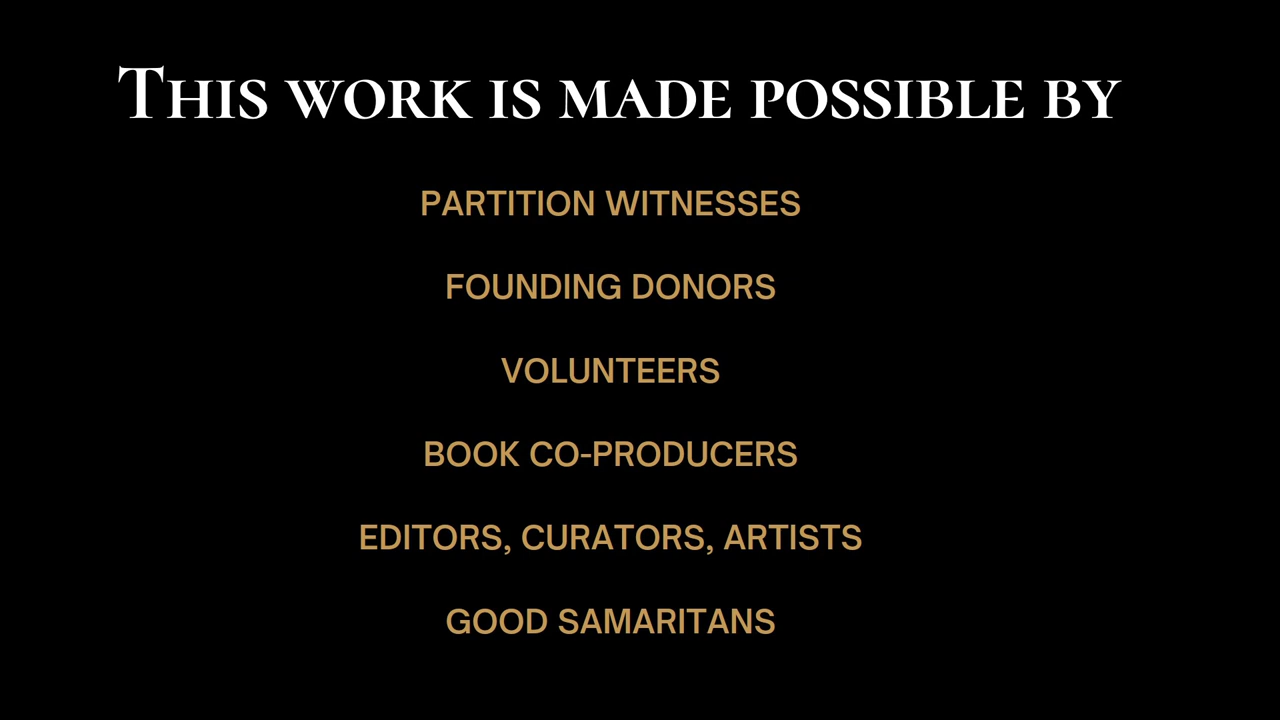 This work is made possible by
PARTITION WITNESSES
FOUNDING DONORS
VOLUNTEERS
BOOK CO-PRODUCERS
EDITORS, CURATORS, ARTISTS
GOOD SAMARITANS